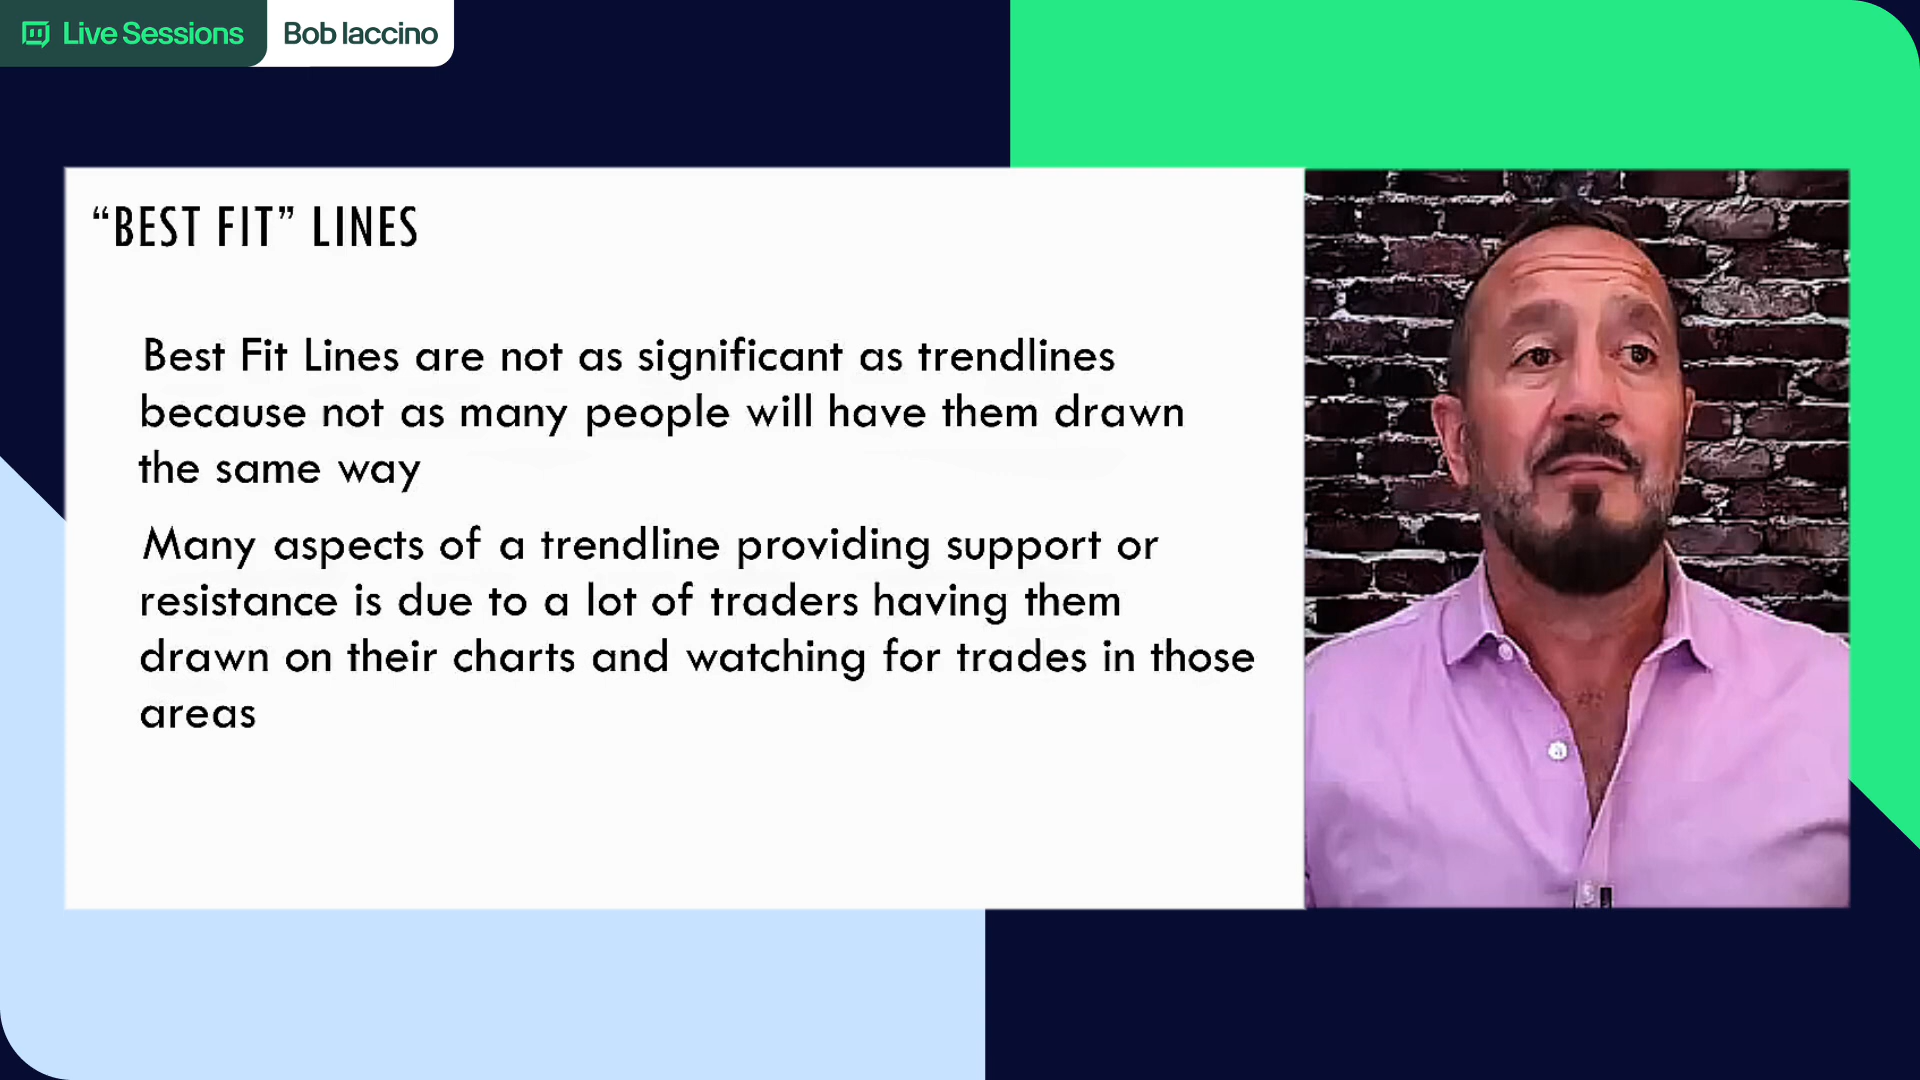 Live Sessions
Bob Iaccino
“BEST FIT” LINES
Best Fit Lines are not as significant as trendlines
because not as many people will have them drawn
the same way
Many aspects of a trendline providing support or
resistance is due to a lot of traders having them
drawn on their charts and watching for trades in those
areas